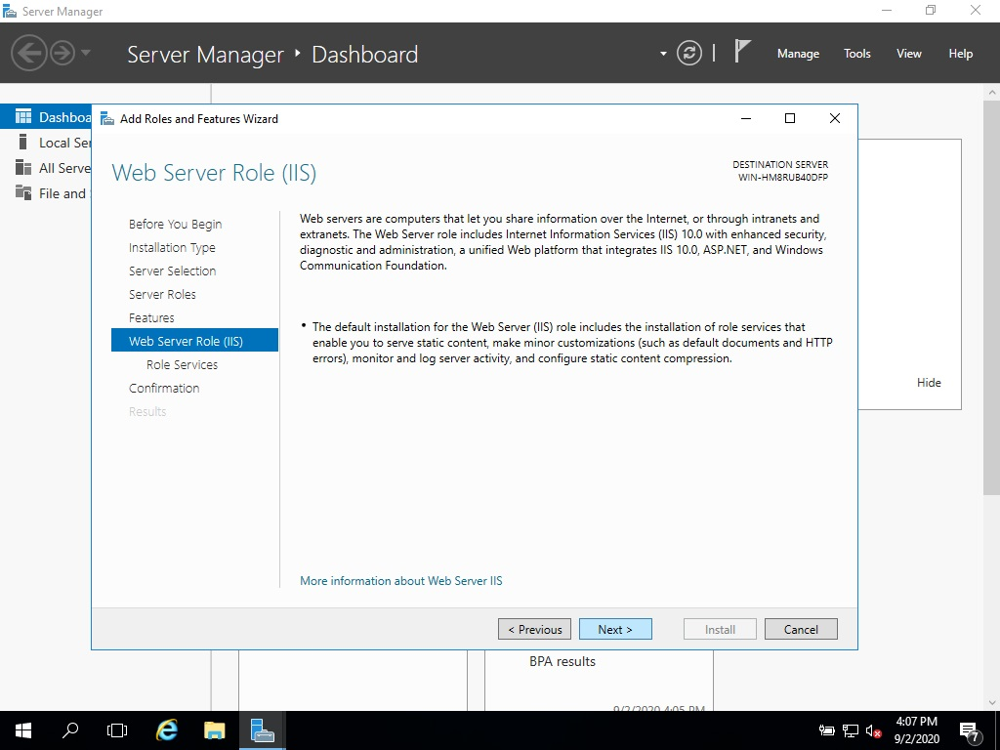 Server Manager
Server Manager ‣ Dashboard
Manage Tools View Help
Dashboa
Local Ser
All Serve
File and
Add Roles and Features Wizard
Web Server Role (IIS)
DESTINATION SERVER
WIN-HM8RUB40DFP
Before You Begin
Installation Type
Server Selection
Server Roles
Features
Web Server Role (IIS)
Role Services
Confirmation
Results
Web servers are computers that let you share information over the Internet, or through intranets and
extranets. The Web Server role includes Internet Information Services (IIS) 10.0 with enhanced security,
diagnostic and administration, a unified Web platform that integrates IIS 10.0, ASP.NET, and Windows
Communication Foundation.
• The default installation for the Web Server (IIS) role includes the installation of role services that
enable you to serve static content, make minor customizations (such as default documents and HTTP
errors), monitor and log server activity, and configure static content compression.
More information about Web Server IIS
< Previous
Next >
Install
Cancel
Hide
BPA results
9/2/2020 4:05 PM
4:07 PM
9/2/2020
7